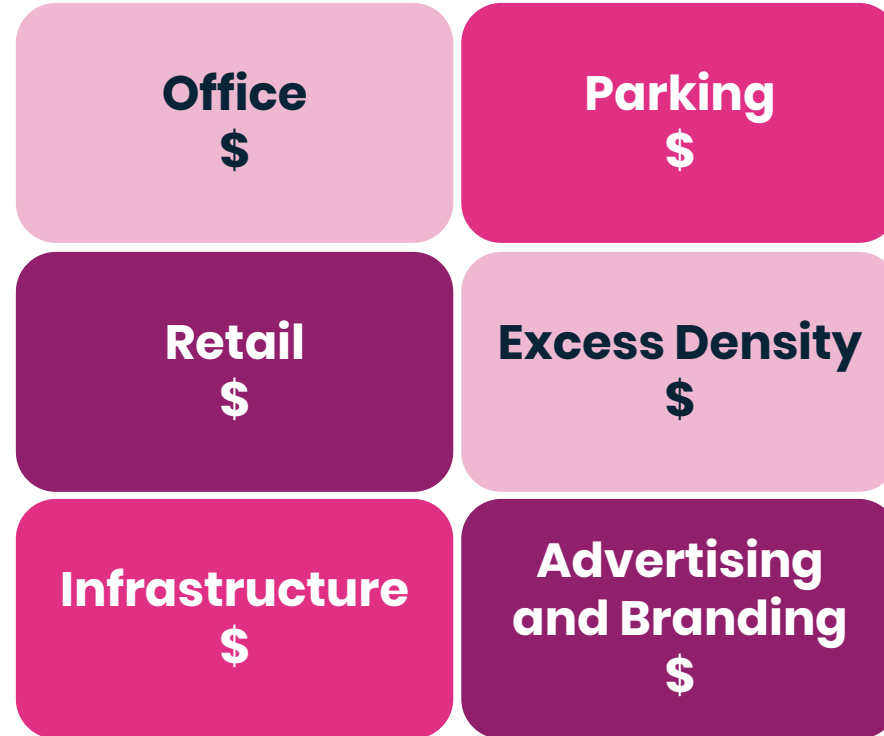 Office
$
Parking
$
Retail
$
Excess Density
$
Infrastructure
$
Advertising
and Branding
$